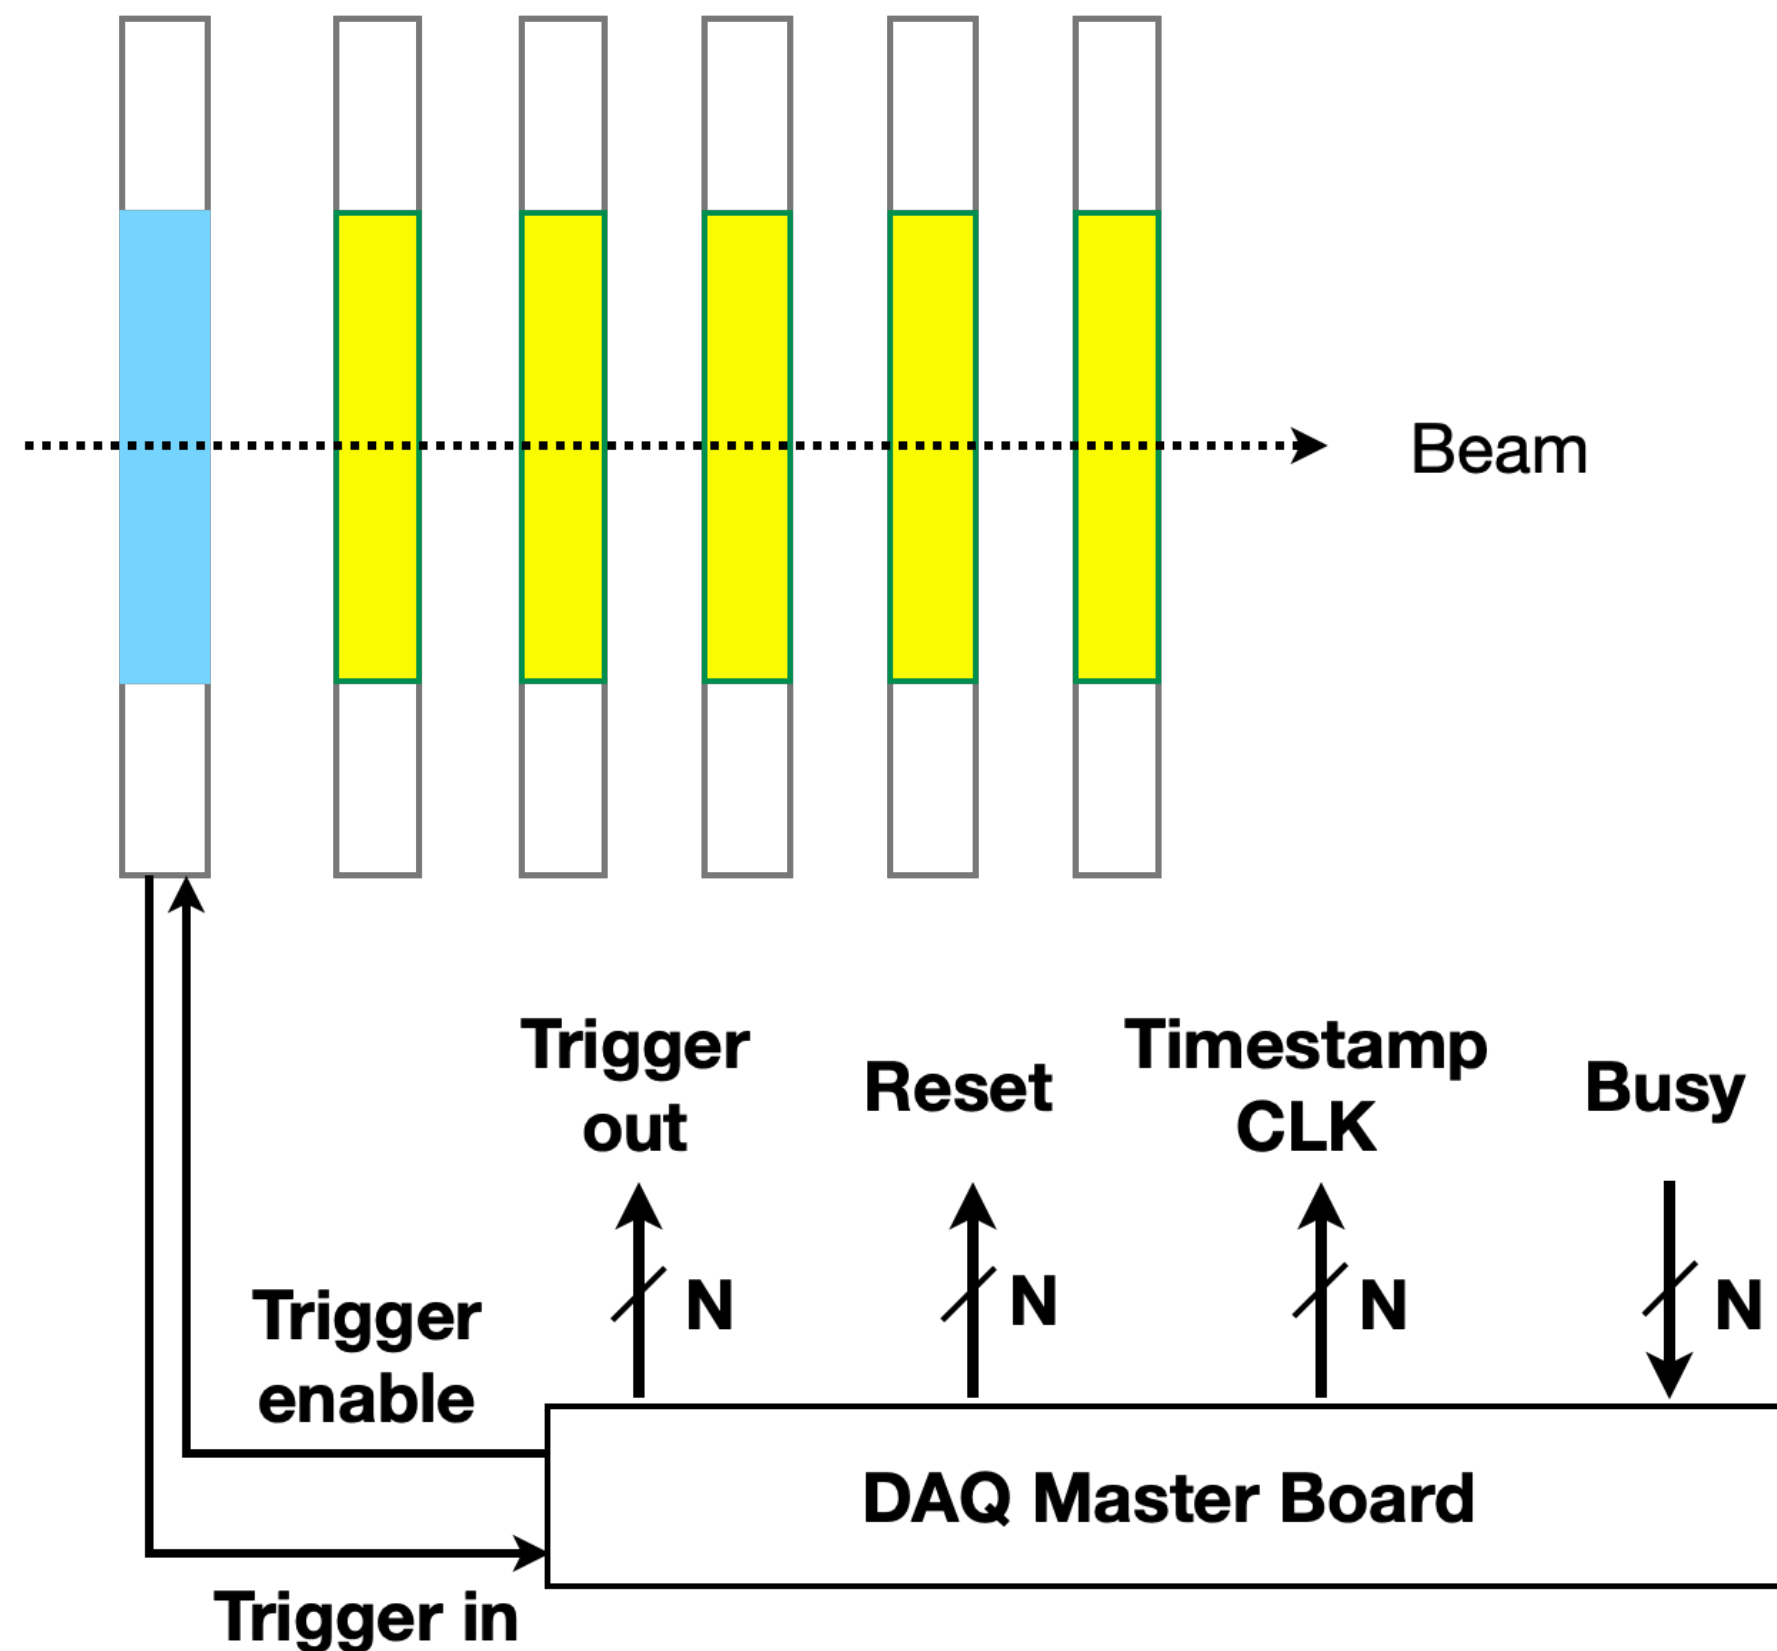 Beam
Trigger
out
Reset
Timestamp
CLK
Busy
N
N
N
N
Trigger
enable
DAQ Master Board
Trigger in